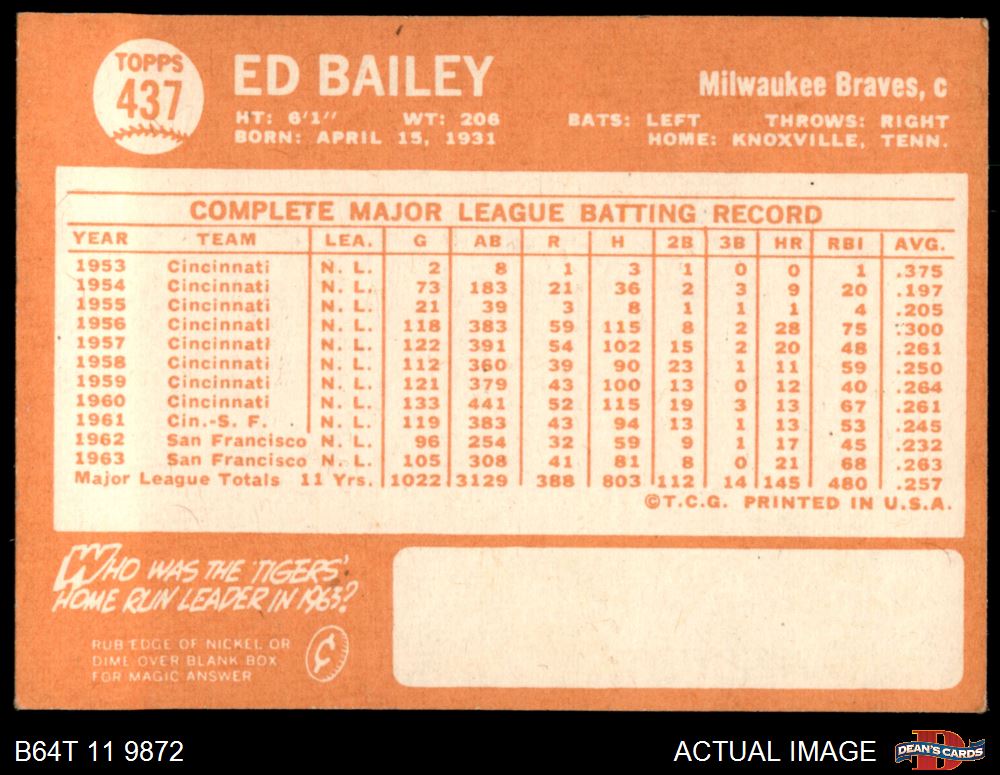 TOPPS
437
ED BAILEY
Milwaukee Braves, c
HT: 6'1" WT: 206 BATS: LEFT THROWS: RIGHT
BORN: APRIL 15, 1931 HOME: KNOXVILLE, TENN.
COMPLETE MAJOR LEAGUE BATTING RECORD
YEAR TEAM LEA. G AB R H 2B 3B HR RBI AVG.
1953 Cincinnati N. L. 2 8 1 3 1 0 0 1 .375
1954 Cincinnati N. L. 73 183 21 36 2 3 9 20 .197
1955 Cincinnati N. L. 21 39 3 8 1 1 1 4 .205
1956 Cincinnati N. L. 118 383 59 115 8 2 28 75 .300
1957 Cincinnati N. L. 122 391 54 102 15 2 20 48 .261
1958 Cincinnati N. L. 112 360 39 90 23 1 11 59 .250
1959 Cincinnati N. L. 121 379 43 100 13 0 12 40 .264
1960 Cincinnati N. L. 133 441 52 115 19 3 13 67 .261
1961 Cin.-S. F. N. L. 119 383 43 94 13 1 13 53 .245
1962 San Francisco N. L. 96 254 32 59 9 1 17 45 .232
1963 San Francisco N. L. 105 308 41 81 8 0 21 68 .263
Major League Totals 11 Yrs. 1022 3129 388 803 112 14 145 480 .257
©T.C.G. PRINTED IN U.S.A.
WHO WAS THE TIGERS'
HOME RUN LEADER IN 1963?
RUB EDGE OF NICKEL OR
DIME OVER BLANK BOX
FOR MAGIC ANSWER
¢
B64T 11 9872
ACTUAL IMAGE
DEAN'S CARDS